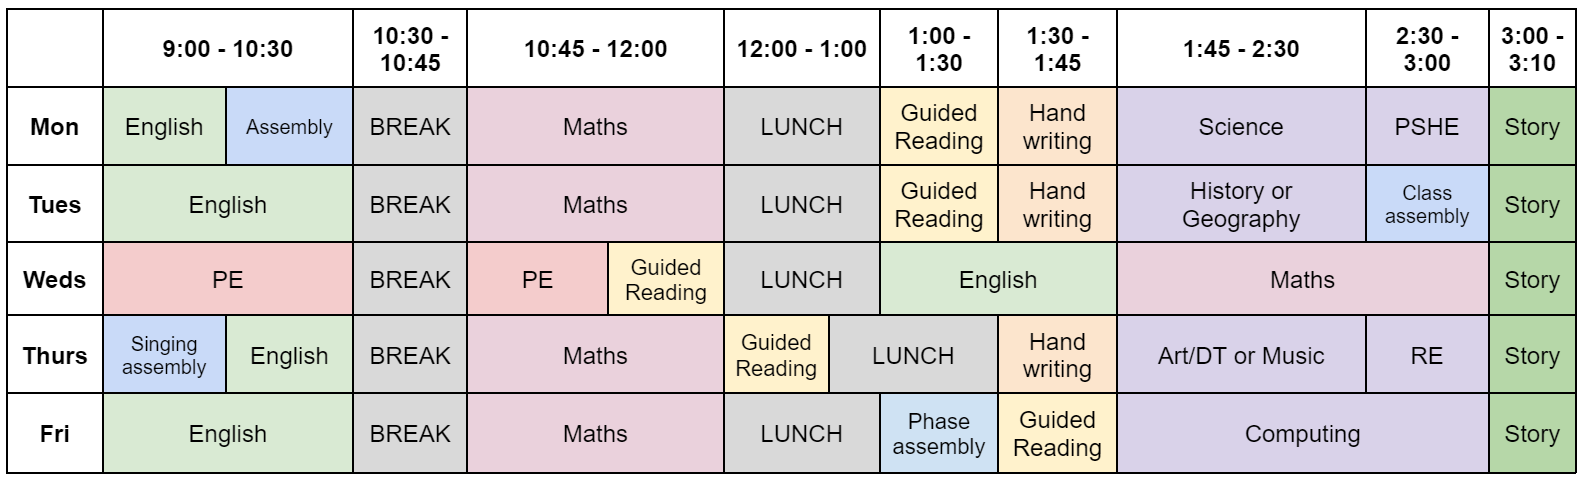 9:00 - 10:30
10:30 -
10:45
10:45 - 12:00
12:00 - 1:00
1:00 -
1:30
1:30 -
1:45
1:45 - 2:30
2:30 -
3:00
3:00 -
3:10
Mon
English
Assembly
BREAK
Maths
LUNCH
Guided
Reading
Hand
writing
Science
PSHE
Story
Tues
English
BREAK
Maths
LUNCH
Guided
Reading
Hand
writing
History or
Geography
Class
assembly
Story
Weds
PE
BREAK
PE
Guided
Reading
LUNCH
English
Maths
Story
Thurs
Singing
assembly
English
BREAK
Maths
Guided
Reading
LUNCH
Hand
writing
Art/DT or Music
RE
Story
Fri
English
BREAK
Maths
LUNCH
Phase
assembly
Guided
Reading
Computing
Story